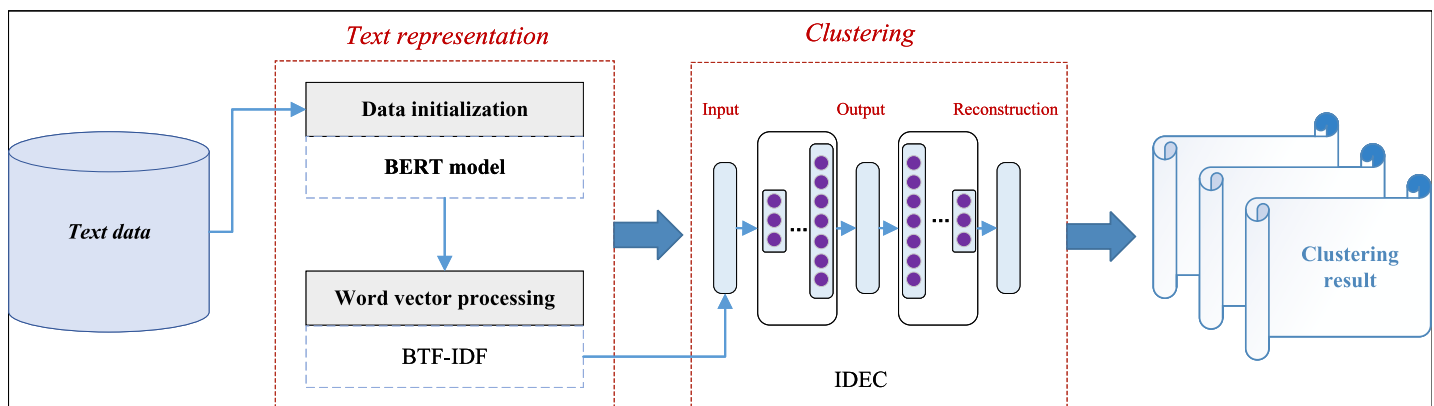 Text representation
Clustering
Data initialization
BERT model
Text data
Word vector processing
BTF-IDF
Input
Output
Reconstruction
...
...
IDEC
Clustering
result